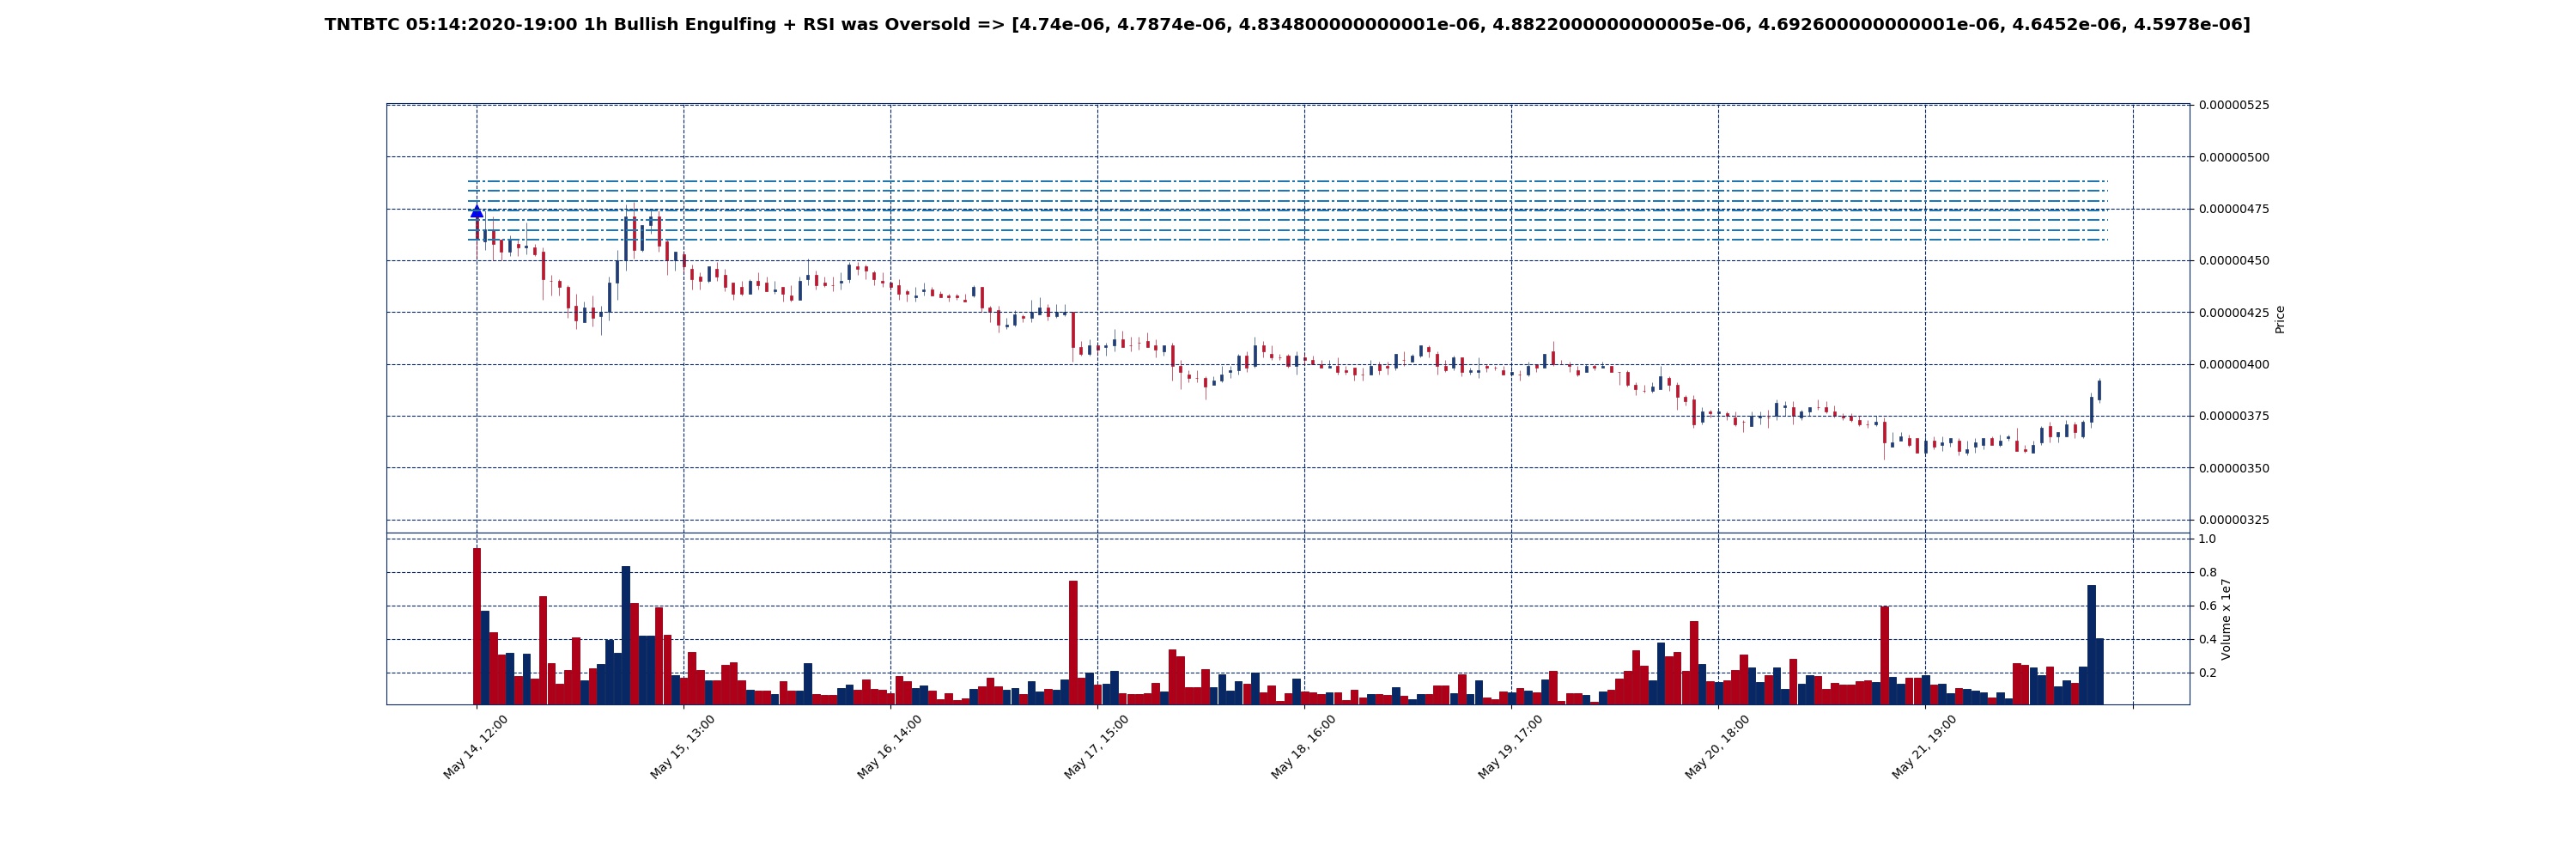 TNTBTC 05:14:2020-19:00 1h Bullish Engulfing + RSI was Oversold => [4.74e-06, 4.7874e-06, 4.834800000000001e-06, 4.8822000000000005e-06, 4.692600000000001e-06, 4.6452e-06, 4.5978e-06]
0.00000525
0.00000500
0.00000475
0.00000450
0.00000425
0.00000400
0.00000375
0.00000350
0.00000325
Price
1.0
0.8
0.6
0.4
0.2
Volume x 1e7
May 14, 12:00
May 15, 13:00
May 16, 14:00
May 17, 15:00
May 18, 16:00
May 19, 17:00
May 20, 18:00
May 21, 19:00